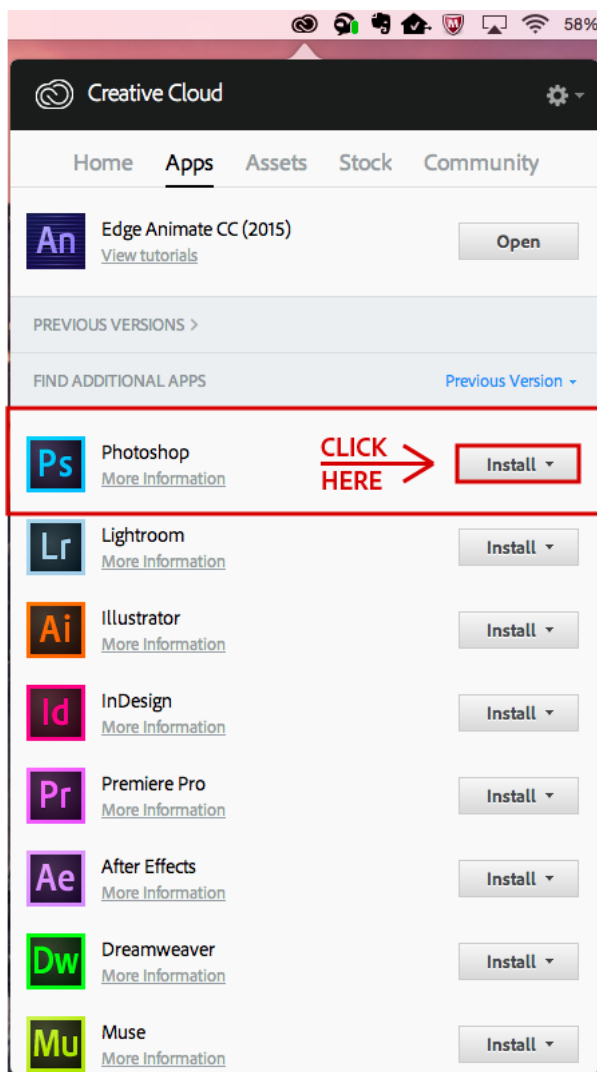 58%
Creative Cloud
Home Apps Assets Stock Community
An
Edge Animate CC (2015)
View tutorials
Open
PREVIOUS VERSIONS >
FIND ADDITIONAL APPS
Previous Version
Ps
Photoshop
More Information
CLICK
HERE
Install
Lr
Lightroom
More Information
Install
Ai
Illustrator
More Information
Install
Id
InDesign
More Information
Install
Pr
Premiere Pro
More Information
Install
Ae
After Effects
More Information
Install
Dw
Dreamweaver
More Information
Install
Mu
Muse
More Information
Install